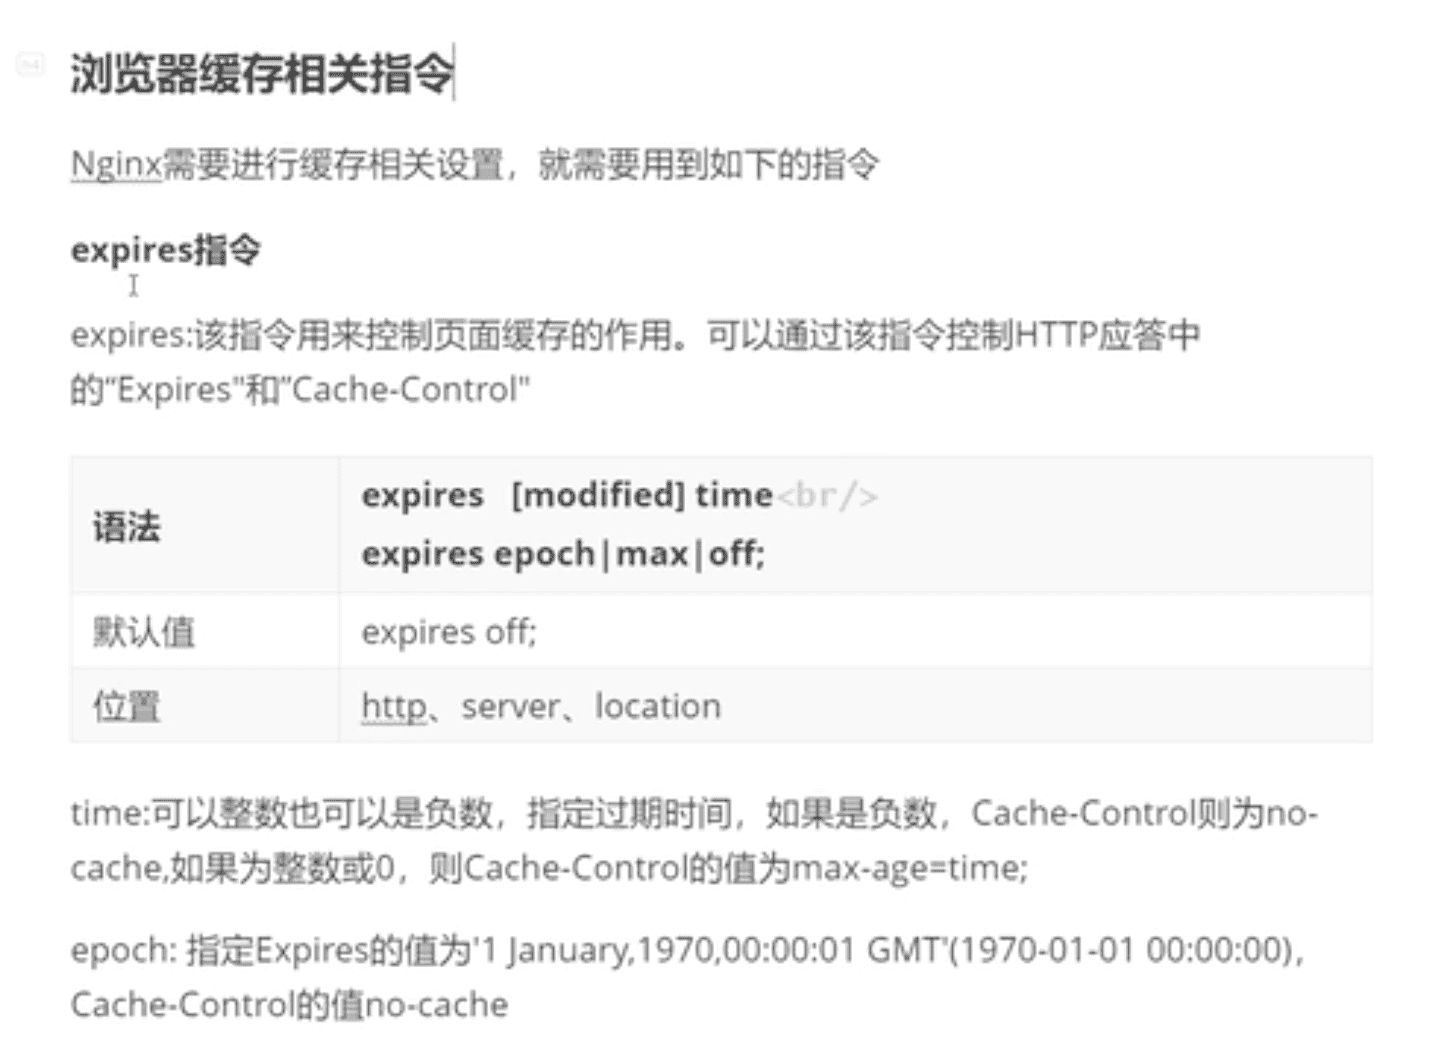 浏览器缓存相关指令
Nginx需要进行缓存相关设置，就需要用到如下的指令
expires指令
expires:该指令用来控制页面缓存的作用。可以通过该指令控制HTTP应答中
的“Expires"和”Cache-Control"
语法
expires [modified] time<br/>
expires epoch|max|off;
默认值
expires off;
位置
http、server、location
time:可以整数也可以是负数，指定过期时间，如果是负数，Cache-Control则为no-
cache,如果为整数或0，则Cache-Control的值为max-age=time;
epoch: 指定Expires的值为'1 January,1970,00:00:01 GMT'(1970-01-01 00:00:00)，
Cache-Control的值no-cache